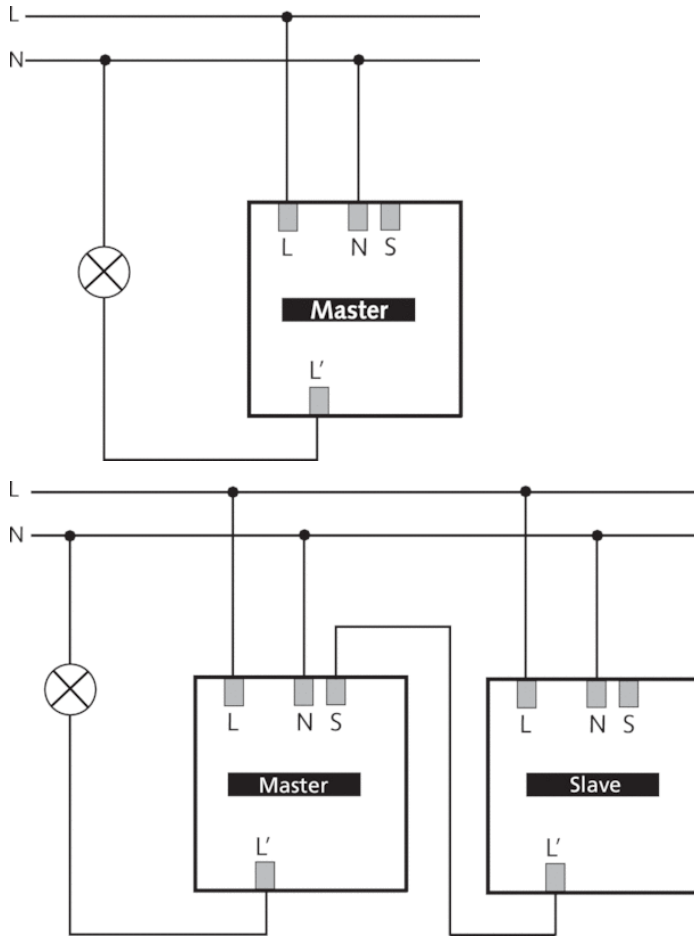 L
N
L N S
Master
L'
L
N
L N S L N S
Master Slave
L' L'